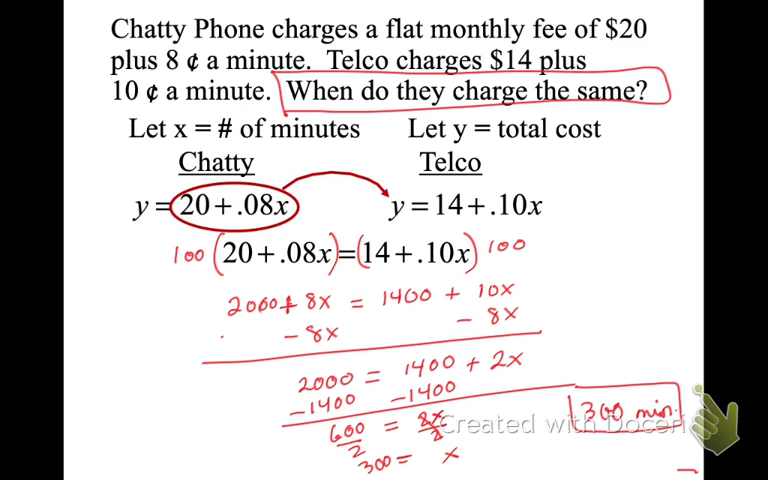 Chatty Phone charges a flat monthly fee of $20
plus 8 ¢ a minute. Telco charges $14 plus
10 ¢ a minute. When do they charge the same?
Let x = # of minutes Let y = total cost
Chatty Telco
y = 20 + .08x y = 14 + .10x
100 (20 + .08x) = (14 + .10x) 100
2000 + 8x = 1400 + 10x
- 8x - 8x
2000 = 1400 + 2x
-1400 -1400
600/2 = 2x/2
300 = x
300 min.
Created with Doceri